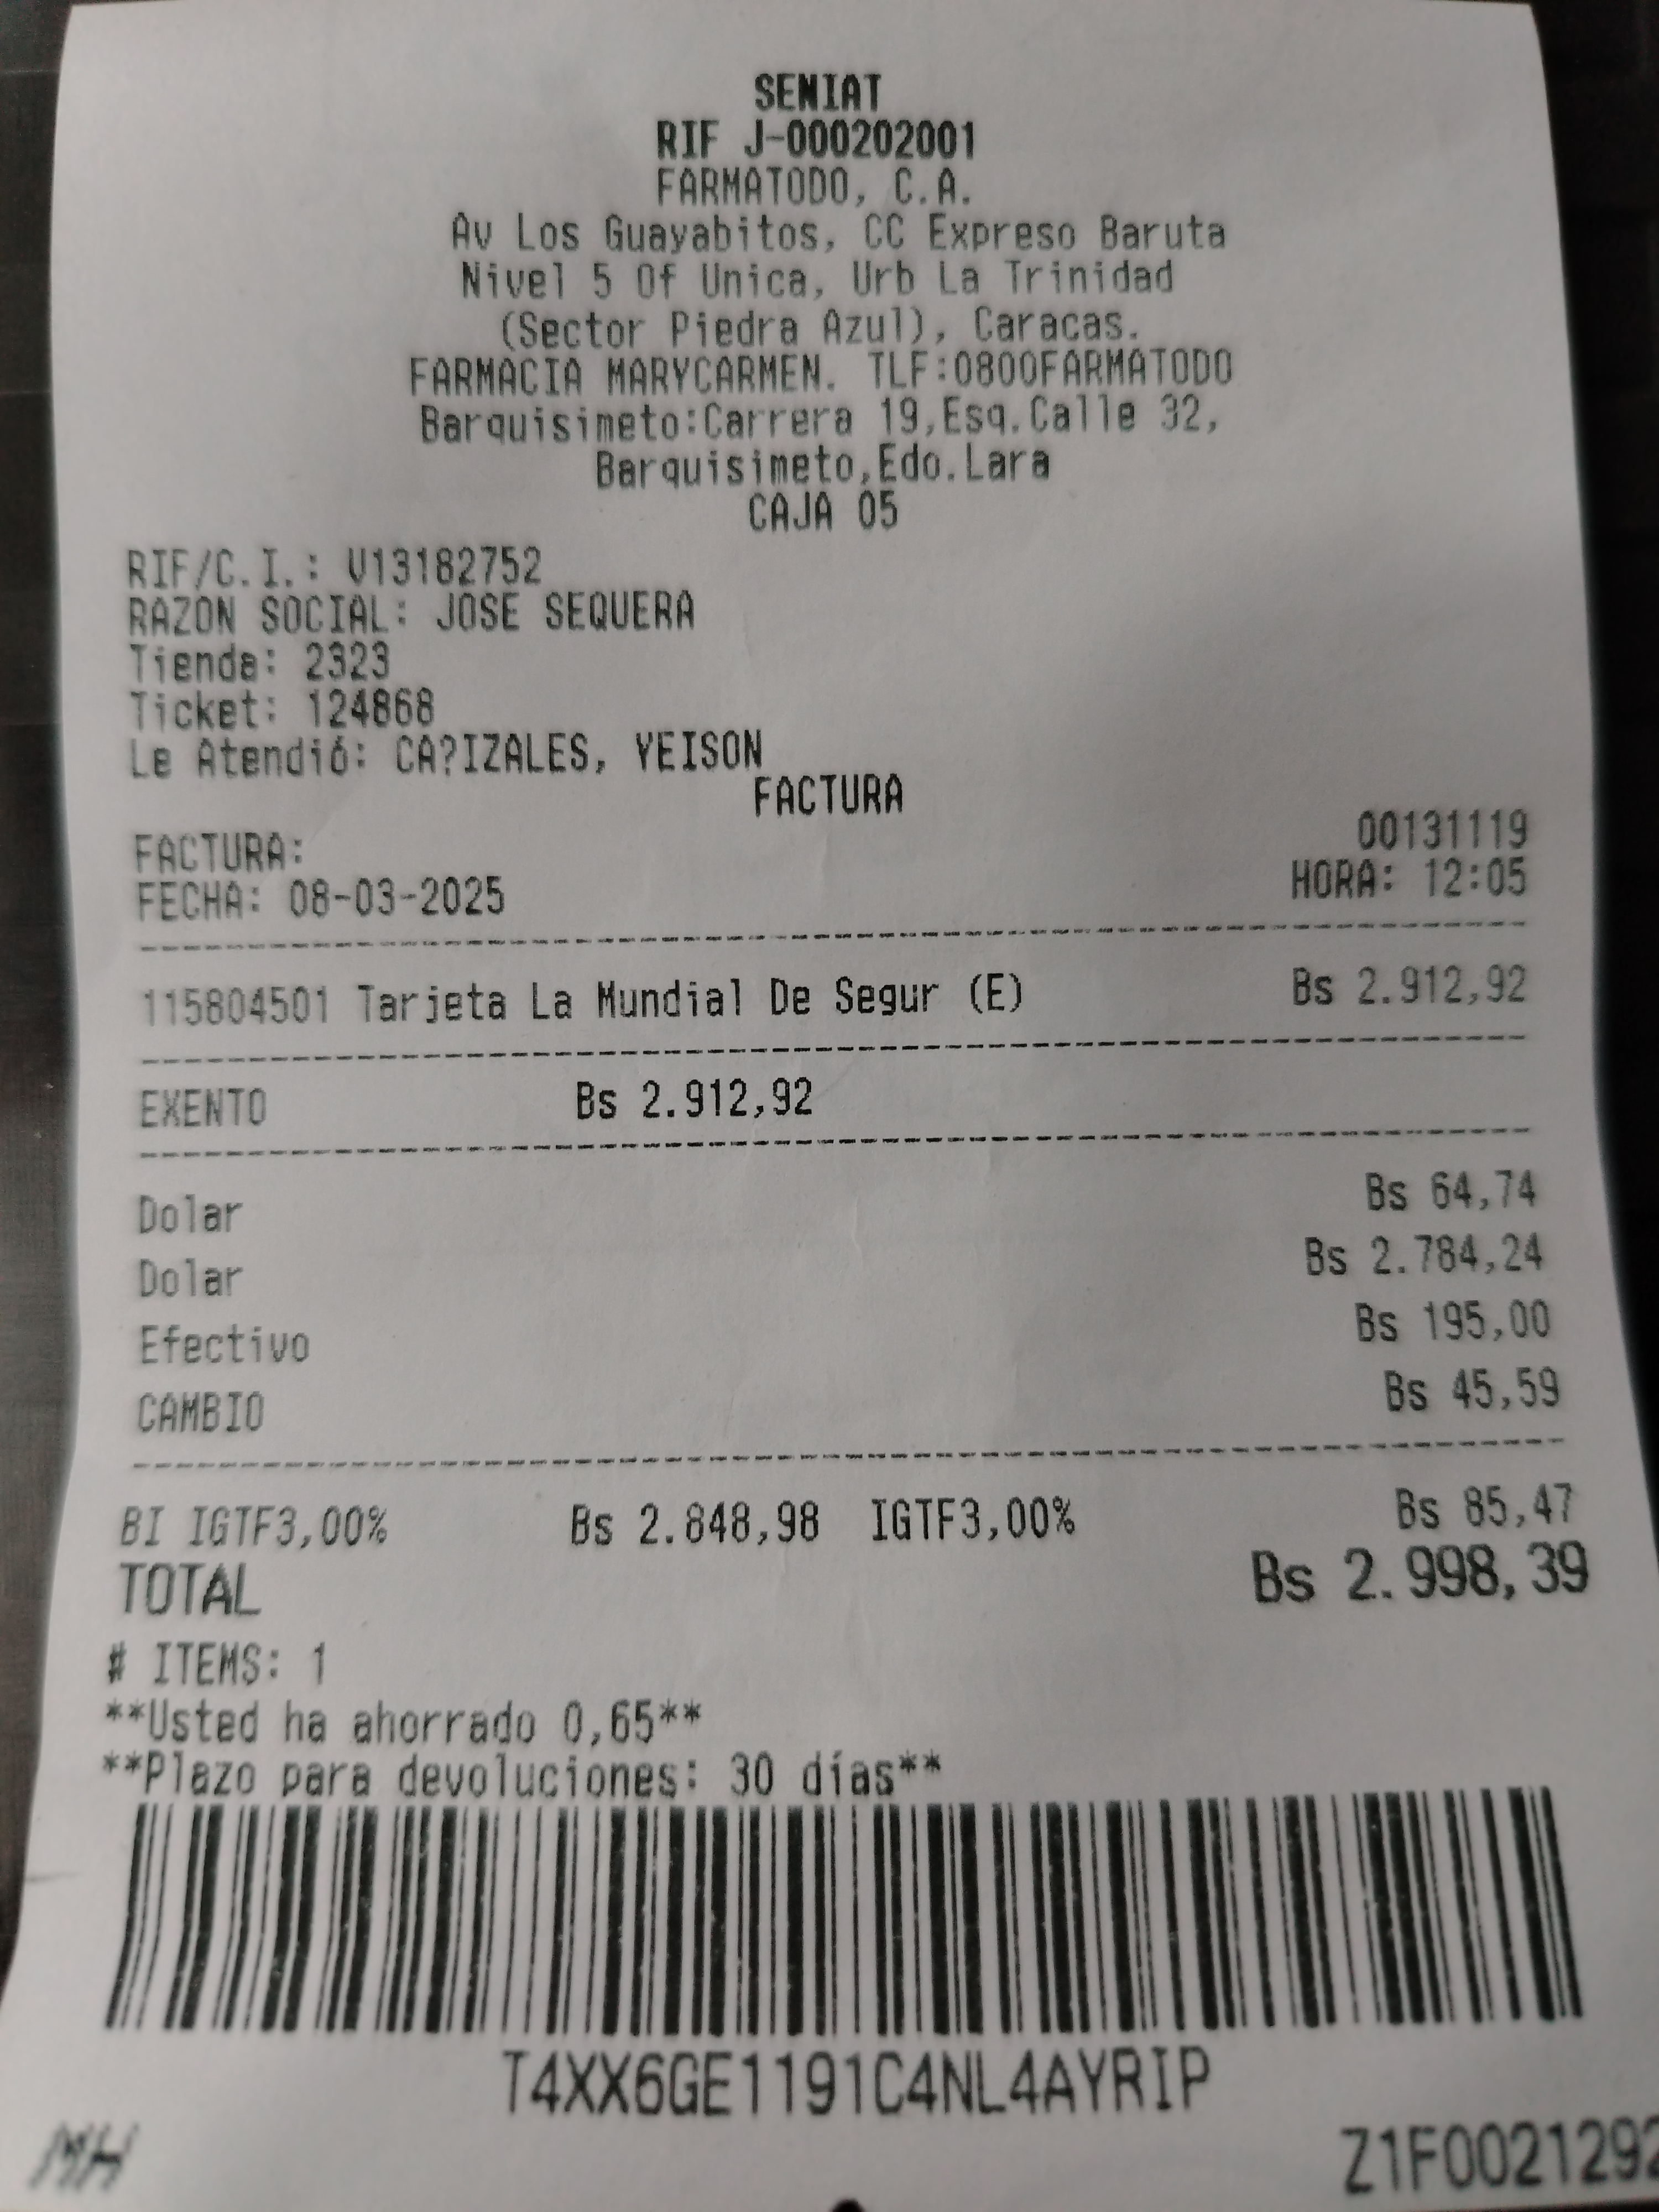 SENIAT
RIF J-000202001
FARMATODO, C.A.
Av Los Guayabitos, CC Expreso Baruta
Nivel 5 Of Unica, Urb La Trinidad
(Sector Piedra Azul), Caracas.
FARMACIA MARYCARMEN. TLF:0800FARMATODO
Barquisimeto:Carrera 19,Esq.Calle 32,
Barquisimeto,Edo.Lara
CAJA 05
RIF/C.I.: V13182752
RAZON SOCIAL: JOSE SEQUERA
Tienda: 2323
Ticket: 124868
Le Atendió: CA?IZALES, YEISON
FACTURA
FACTURA: 00131119
FECHA: 08-03-2025 HORA: 12:05
115804501 Tarjeta La Mundial De Segur (E) Bs 2.912,92
EXENTO Bs 2.912,92
Dolar Bs 64,74
Dolar Bs 2.784,24
Efectivo Bs 195,00
CAMBIO Bs 45,59
BI IGTF3,00% Bs 2.848,98 IGTF3,00% Bs 85,47
TOTAL Bs 2.998,39
# ITEMS: 1
**Usted ha ahorrado 0,65**
**Plazo para devoluciones: 30 días**
T4XX6GE1191C4NL4AYRIP
MH Z1F0021292